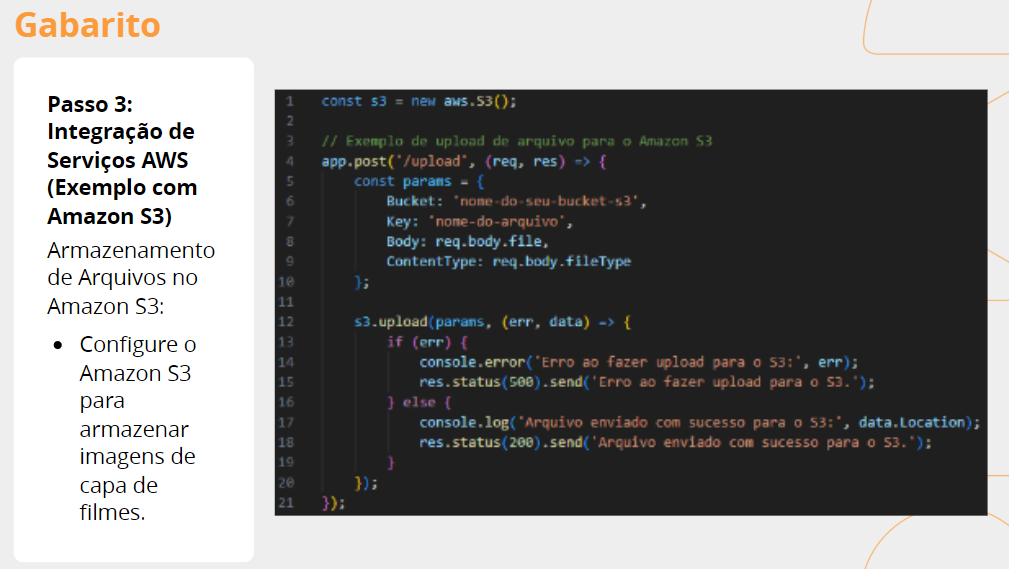 Gabarito
Passo 3:
Integração de
Serviços AWS
(Exemplo com
Amazon S3)
Armazenamento
de Arquivos no
Amazon S3:
• Configure o
Amazon S3
para
armazenar
imagens de
capa de
filmes.
1 const s3 = new aws.S3();
2
3 // Exemplo de upload de arquivo para o Amazon S3
4 app.post('/upload', (req, res) => {
5 const params = {
6 Bucket: 'nome-do-seu-bucket-s3',
7 Key: 'nome-do-arquivo',
8 Body: req.body.file,
9 ContentType: req.body.fileType
10 };
11
12 s3.upload(params, (err, data) => {
13 if (err) {
14 console.error('Erro ao fazer upload para o S3:', err);
15 res.status(500).send('Erro ao fazer upload para o S3.');
16 } else {
17 console.log('Arquivo enviado com sucesso para o S3:', data.Location);
18 res.status(200).send('Arquivo enviado com sucesso para o S3.');
19 }
20 });
21 });